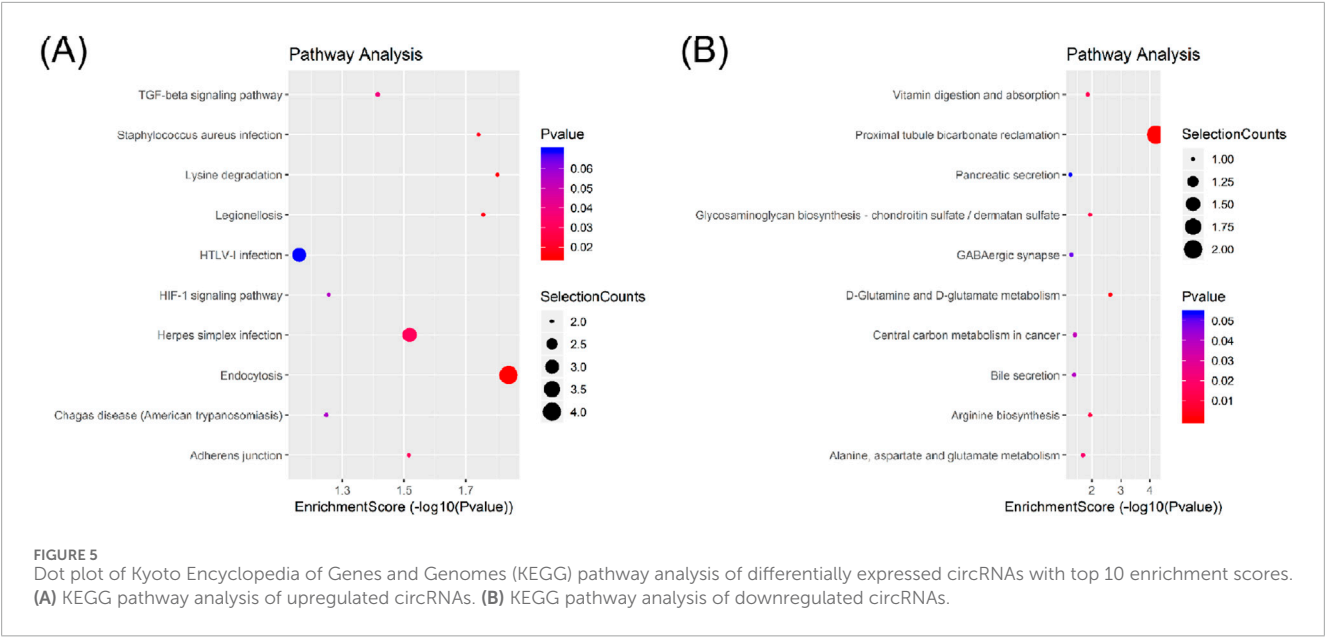 (A)
Pathway Analysis
TGF-beta signaling pathway
Staphylococcus aureus infection
Lysine degradation
Legionellosis
HTLV-I infection
HIF-1 signaling pathway
Herpes simplex infection
Endocytosis
Chagas disease (American trypanosomiasis)
Adherens junction
1.3 1.5 1.7
EnrichmentScore (-log10(Pvalue))
Pvalue
0.06
0.05
0.04
0.03
0.02
SelectionCounts
2.0
2.5
3.0
3.5
4.0
(B)
Pathway Analysis
Vitamin digestion and absorption
Proximal tubule bicarbonate reclamation
Pancreatic secretion
Glycosaminoglycan biosynthesis - chondroitin sulfate / dermatan sulfate
GABAergic synapse
D-Glutamine and D-glutamate metabolism
Central carbon metabolism in cancer
Bile secretion
Arginine biosynthesis
Alanine, aspartate and glutamate metabolism
2 3 4
EnrichmentScore (-log10(Pvalue))
SelectionCounts
1.00
1.25
1.50
1.75
2.00
Pvalue
0.05
0.04
0.03
0.02
0.01
FIGURE 5
Dot plot of Kyoto Encyclopedia of Genes and Genomes (KEGG) pathway analysis of differentially expressed circRNAs with top 10 enrichment scores.
(A) KEGG pathway analysis of upregulated circRNAs. (B) KEGG pathway analysis of downregulated circRNAs.